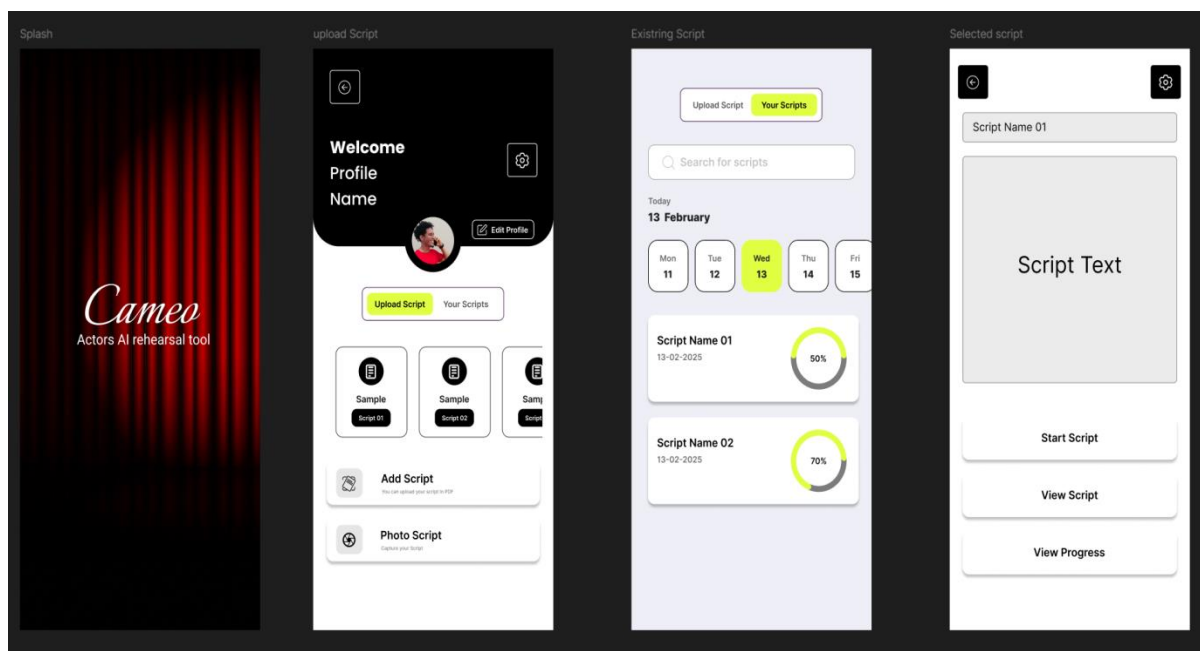 Splash
Cameo
Actors AI rehearsal tool
upload Script
Welcome
Profile
Name
Edit Profile
Upload Script
Your Scripts
Sample
Script 01
Sample
Script 02
Samp
Script
Add Script
You can upload your script in PDF
Photo Script
Capture your Script
Existring Script
Upload Script
Your Scripts
Search for scripts
Today
13 February
Mon
11
Tue
12
Wed
13
Thu
14
Fri
15
Script Name 01
13-02-2025
50%
Script Name 02
13-02-2025
70%
Selected script
Script Name 01
Script Text
Start Script
View Script
View Progress